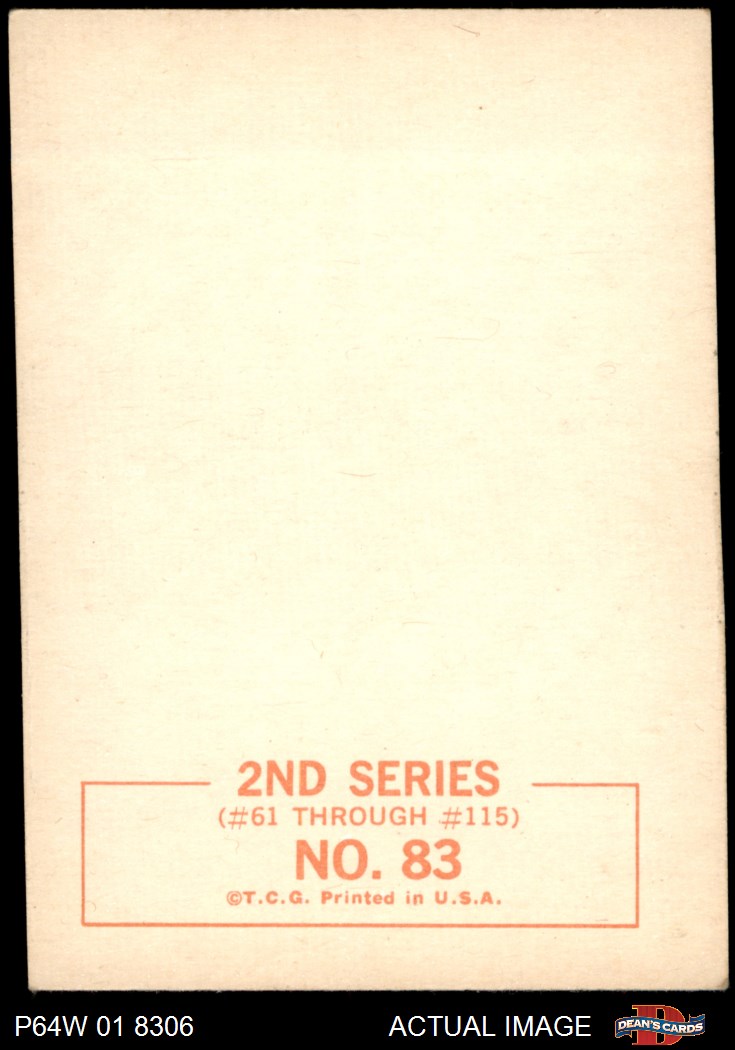 2ND SERIES
(#61 THROUGH #115)
NO. 83
©T.C.G. Printed in U.S.A.
P64W 01 8306
ACTUAL IMAGE
DEAN'S CARDS